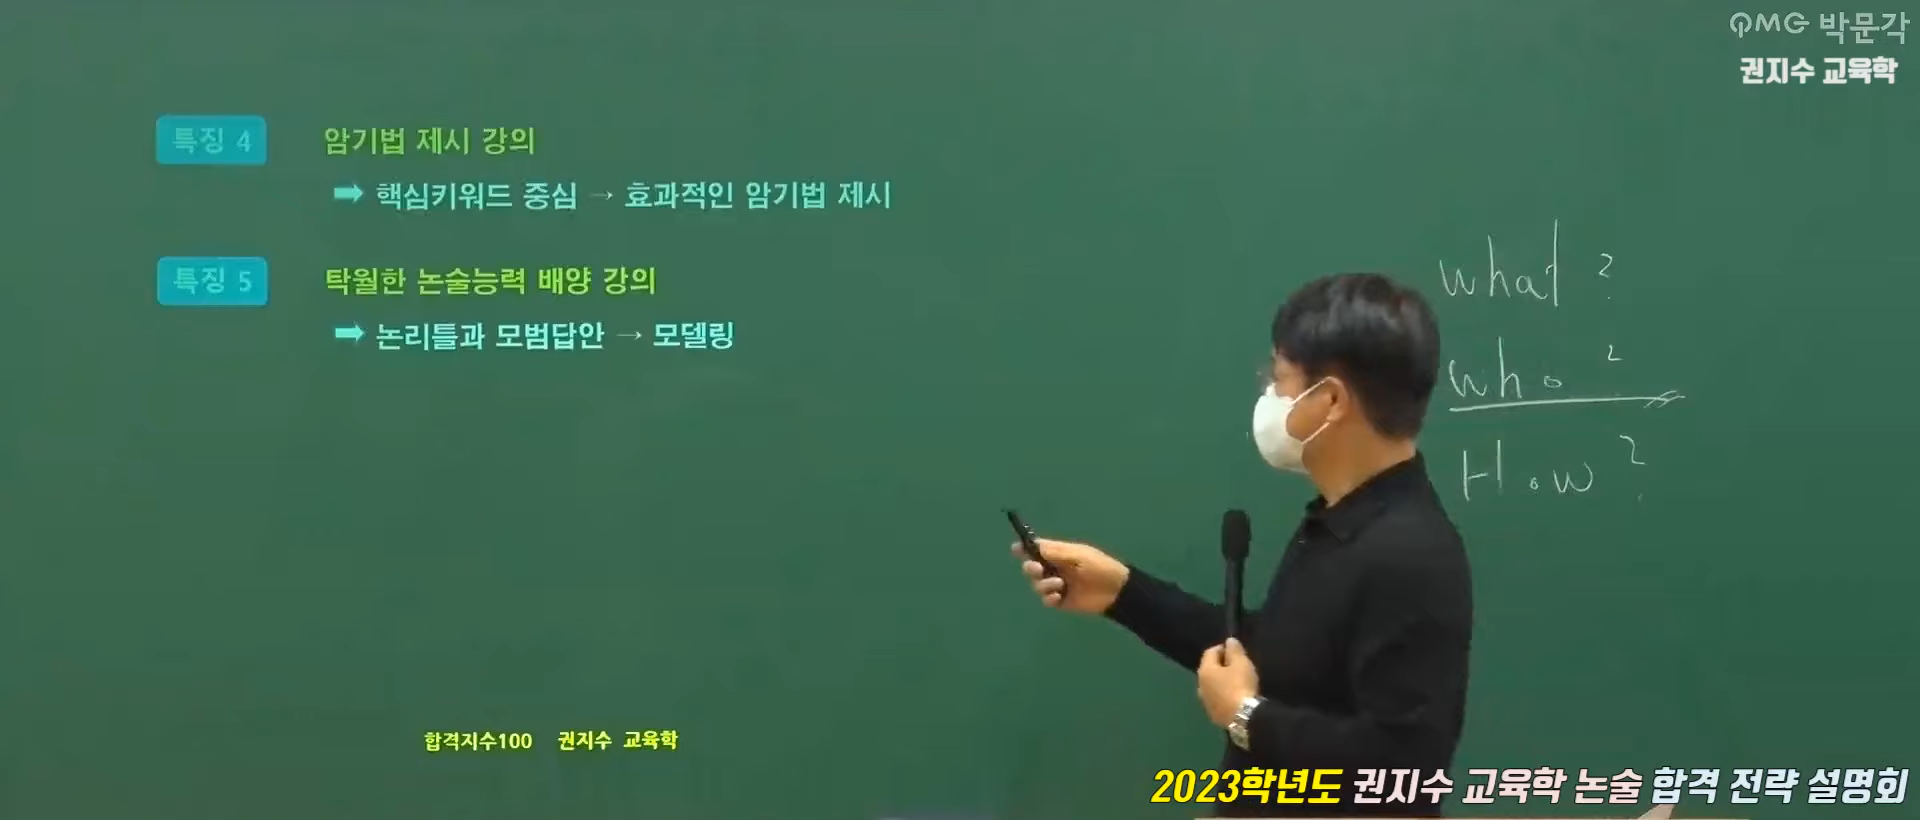 PMG 박문각
권지수 교육학
특징 4 암기법 제시 강의
➡ 핵심키워드 중심 → 효과적인 암기법 제시
특징 5 탁월한 논술능력 배양 강의
➡ 논리틀과 모범답안 → 모델링
what ?
who ?
How ?
합격지수100 권지수 교육학
2023학년도 권지수 교육학 논술 합격 전략 설명회